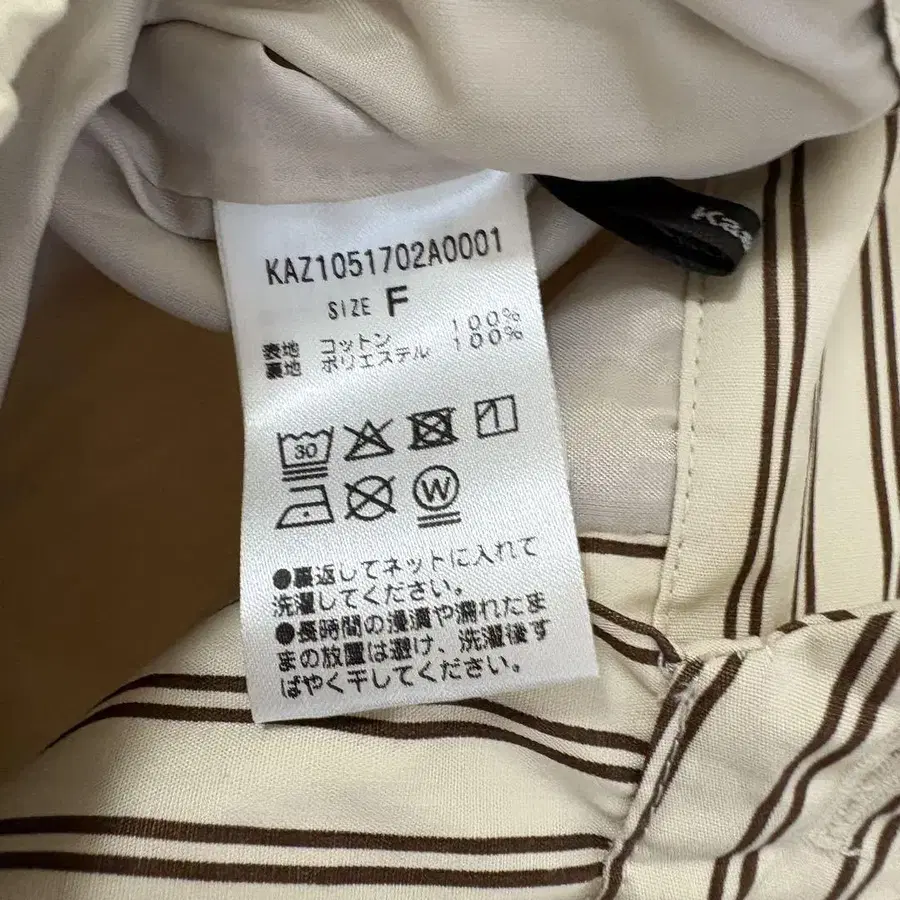 KAZ1051702A0001
SIZE F
表地 コットン 100%
裏地 ポリエステル 100%
30
W
●裏返してネットに入れて
洗濯してください。
●長時間の浸漬や濡れたま
まの放置は避け、洗濯後す
ばやく干してください。